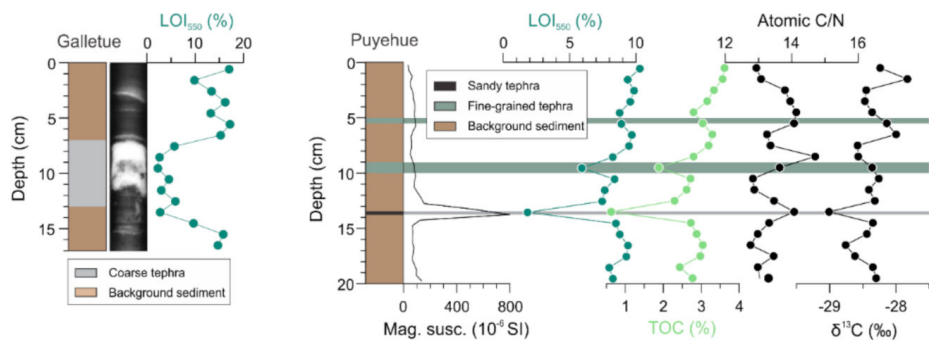 LOI550 (%)
Galletue
0 10 20
0
5
10
15
Depth (cm)
Coarse tephra
Background sediment
LOI550 (%)
Puyehue
0 2 4 6 8 10
12 14 16
Atomic C/N
Sandy tephra
Fine-grained tephra
Background sediment
0
5
10
15
20
Depth (cm)
0 400 800
Mag. susc. (10-6 SI)
1 2 3 4
TOC (%)
-29 -28
δ13C (‰)